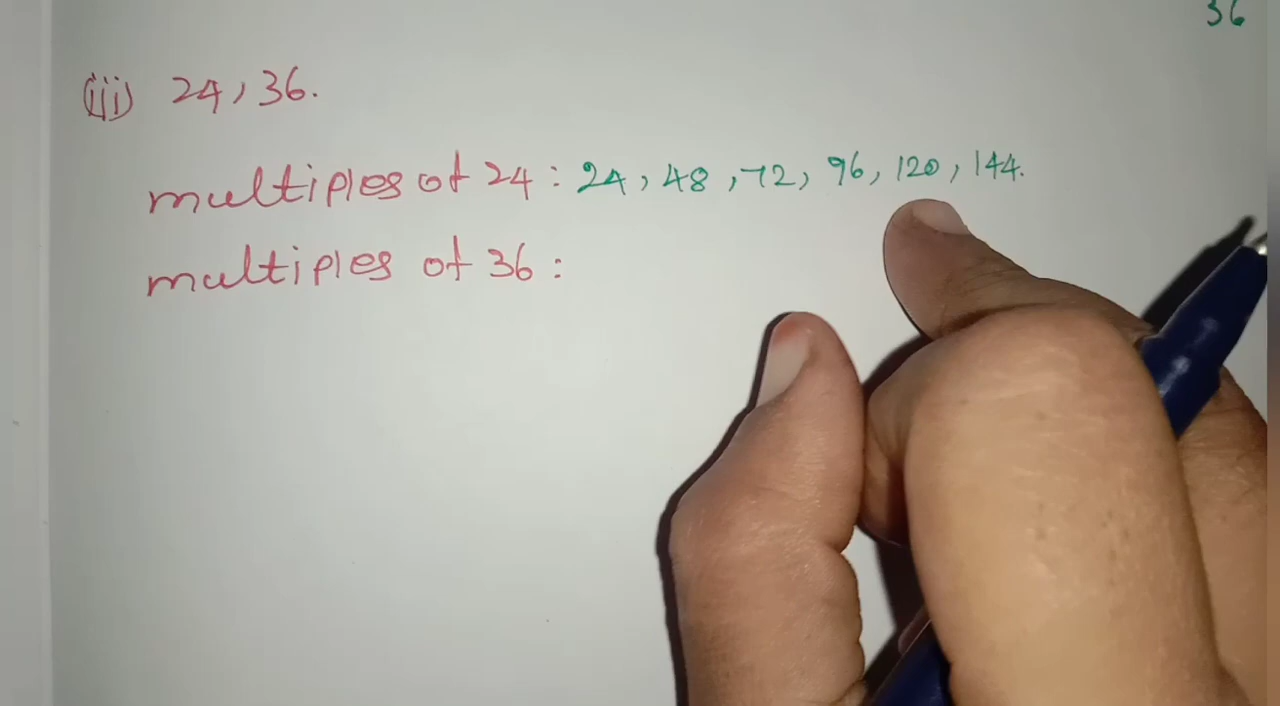 36
(iii) 24, 36.
multiples of 24 : 24, 48, 72, 96, 120, 144.
multiples of 36 :